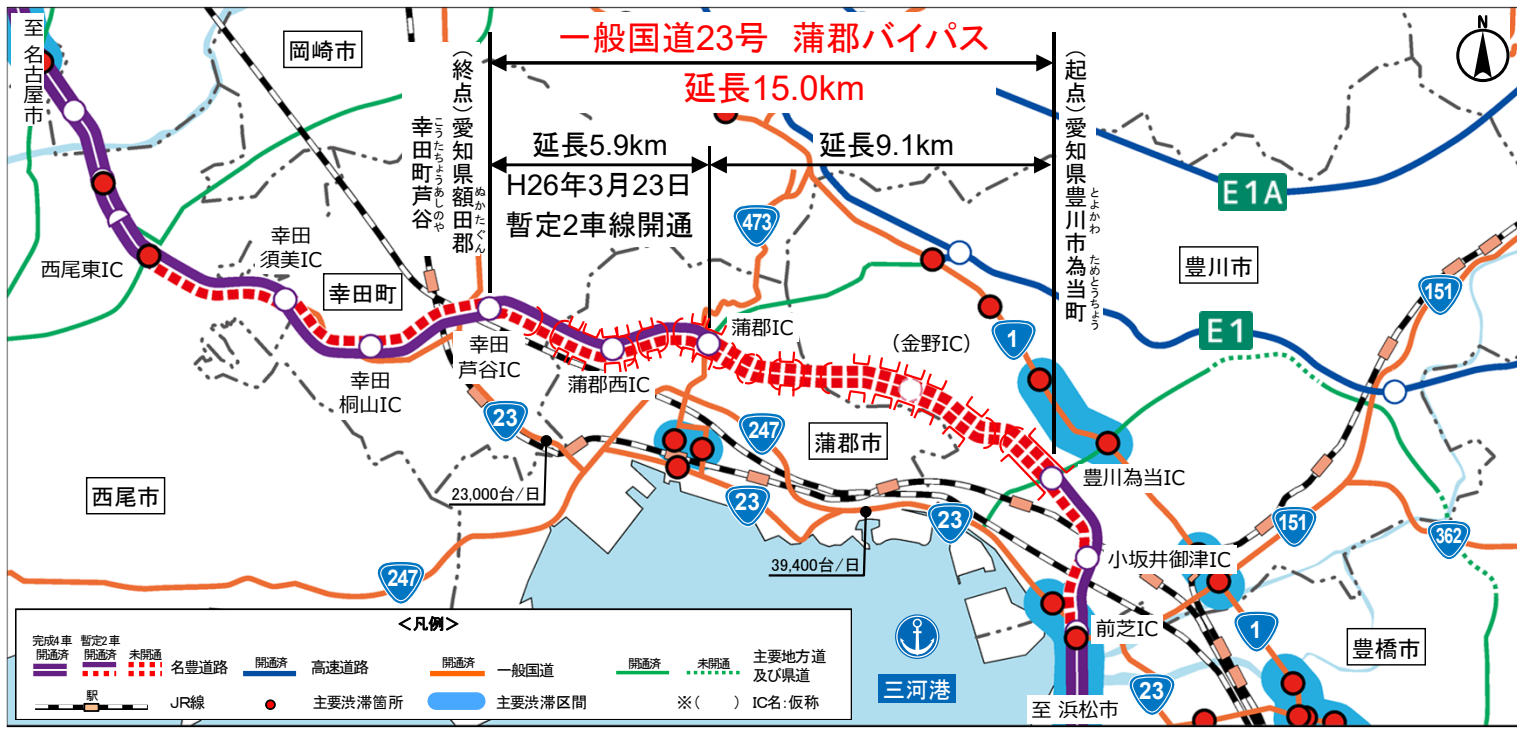 一般国道23号 蒲郡バイパス
延長15.0km
延長5.9km
H26年3月23日
暫定2車線開通
延長9.1km
至 名古屋市
岡崎市
(終点)愛知県額田郡
ぬかたぐん
幸田町芦谷
こうたちょうあしのや
(起点)愛知県豊川市為当町
とよかわ ためとうちょう
N
E1A
豊川市
473
151
E1
西尾東IC
幸田
須美IC
幸田町
幸田
桐山IC
幸田
芦谷IC
蒲郡西IC
蒲郡IC
(金野IC)
1
23
247
蒲郡市
豊川為当IC
西尾市
23,000台/日
23
23
151
362
39,400台/日
小坂井御津IC
247
前芝IC
1
豊橋市
三河港
23
至 浜松市
<凡例>
完成4車
開通済
暫定2車
開通済
未開通
名豊道路
開通済
高速道路
開通済
一般国道
開通済
未開通
主要地方道
及び県道
駅
JR線
主要渋滞箇所
主要渋滞区間
※( ) IC名:仮称